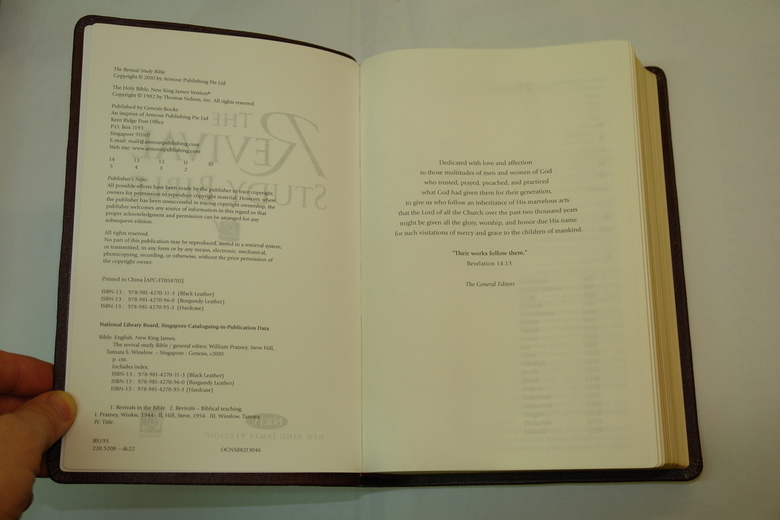 The Revival Study Bible
Copyright © 2010 by Armour Publishing Pte Ltd
The Holy Bible, New King James Version®
Copyright © 1982 by Thomas Nelson, Inc. All rights reserved.
Published by Genesis Books
An imprint of Armour Publishing Pte Ltd
Kent Ridge Post Office
P.O. Box 1193
Singapore 911107
E-mail: mail@armourpublishing.com
Web site: www.armourpublishing.com
14 13 12 11 10
5 4 1 2
Publisher's Note:
All possible efforts have been made by the publisher to trace copyright
owners for permission to reproduce copyright material. However, where
the publisher has been unsuccessful in tracing copyright ownership, the
publisher welcomes any source of information in this regard so that
proper acknowledgment and permission can be arranged for any
subsequent edition.
All rights reserved.
No part of this publication may be reproduced, stored in a retrieval system,
or transmitted, in any form or by any means, electronic, mechanical,
photocopying, recording, or otherwise, without the prior permission of
the copyright owner.
Printed in China [APC-FT058702]
ISBN-13 : 978-981-4270-11-3 (Black Leather)
ISBN-13 : 978-981-4270-96-0 (Burgundy Leather)
ISBN-13 : 978-981-4270-95-3 (Hardcase)
National Library Board, Singapore Cataloguing-in-Publication Data
Bible. English. New King James.
The revival study Bible / general editor, William Pratney, Steve Hill,
Tamara S. Winslow. – Singapore : Genesis, c2010.
p. cm.
Includes index.
ISBN-13 : 978-981-4270-11-3 (Black Leather)
ISBN-13 : 978-981-4270-96-0 (Burgundy Leather)
ISBN-13 : 978-981-4270-95-3 (Hardcase)
1. Revivals in the Bible. 2. Revivals – Biblical teaching.
I. Pratney, Winkie, 1944- II. Hill, Steve, 1954- III. Winslow, Tamara
IV. Title
BS195
220.5208 – dc22 OCN588213046
Dedicated with love and affection
to those multitudes of men and women of God
who trusted, prayed, preached, and practiced
what God had given them for their generation,
to give us who follow an inheritance of His marvelous acts
that the Lord of all the Church over the past two thousand years
might be given all the glory, worship, and honor due His name
for such visitations of mercy and grace to the children of mankind.
"Their works follow them."
Revelation 14:13
The General Editors